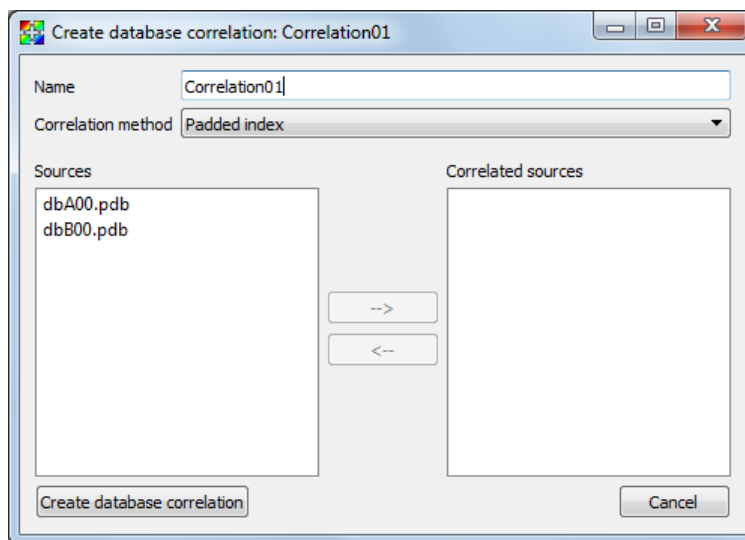 Create database correlation: Correlation01
Name
Correlation01
Correlation method
Padded index
Sources
Correlated sources
dbA00.pdb
dbB00.pdb
-->
<--
Create database correlation
Cancel